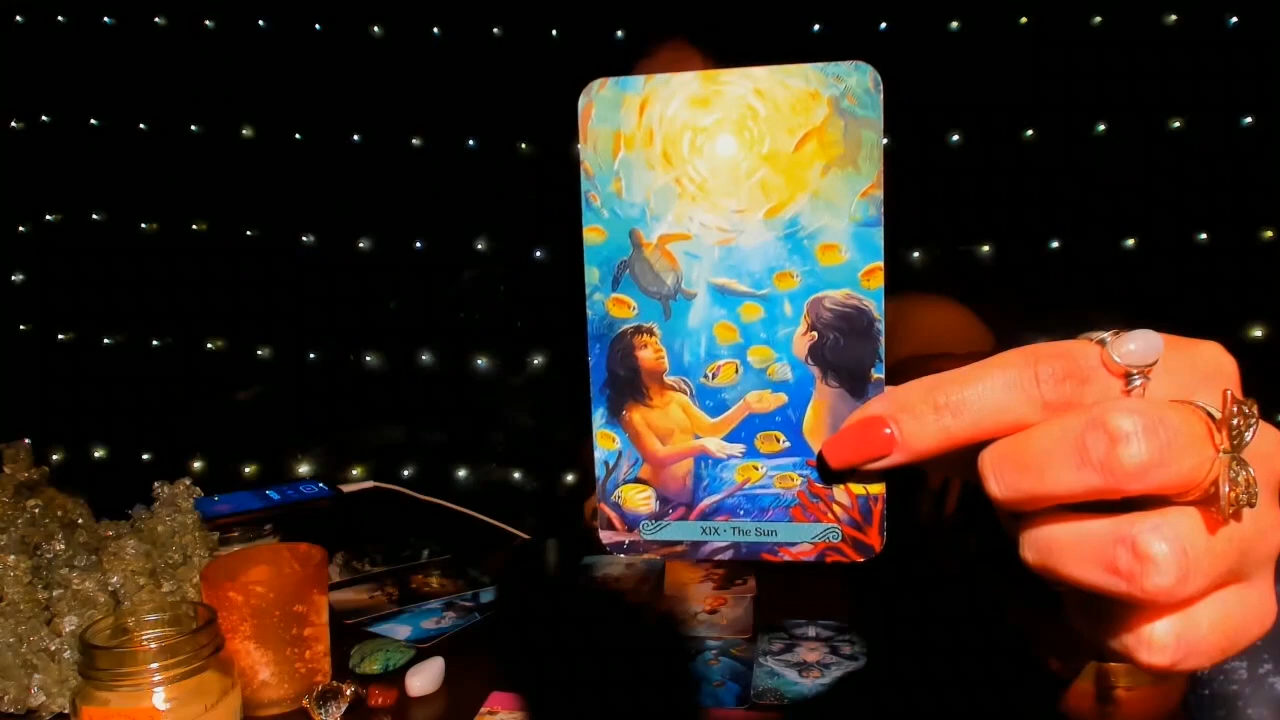 XIX • The Sun